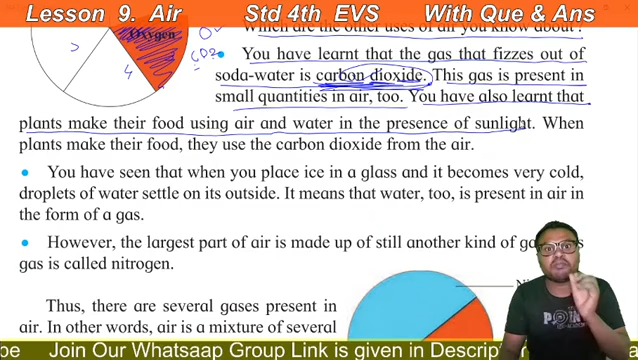 Lesson 9. Air Std 4th EVS With Que & Ans
are the other uses of air you know about ?
Oxygen
CO2
• You have learnt that the gas that fizzes out of
soda-water is carbon dioxide. This gas is present in
small quantities in air, too. You have also learnt that
plants make their food using air and water in the presence of sunlight. When
plants make their food, they use the carbon dioxide from the air.
• You have seen that when you place ice in a glass and it becomes very cold,
droplets of water settle on its outside. It means that water, too, is present in air in
the form of a gas.
• However, the largest part of air is made up of still another kind of
gas is called nitrogen.
Thus, there are several gases present in
air. In other words, air is a mixture of several
Join Our Whatsaap Group Link is given in